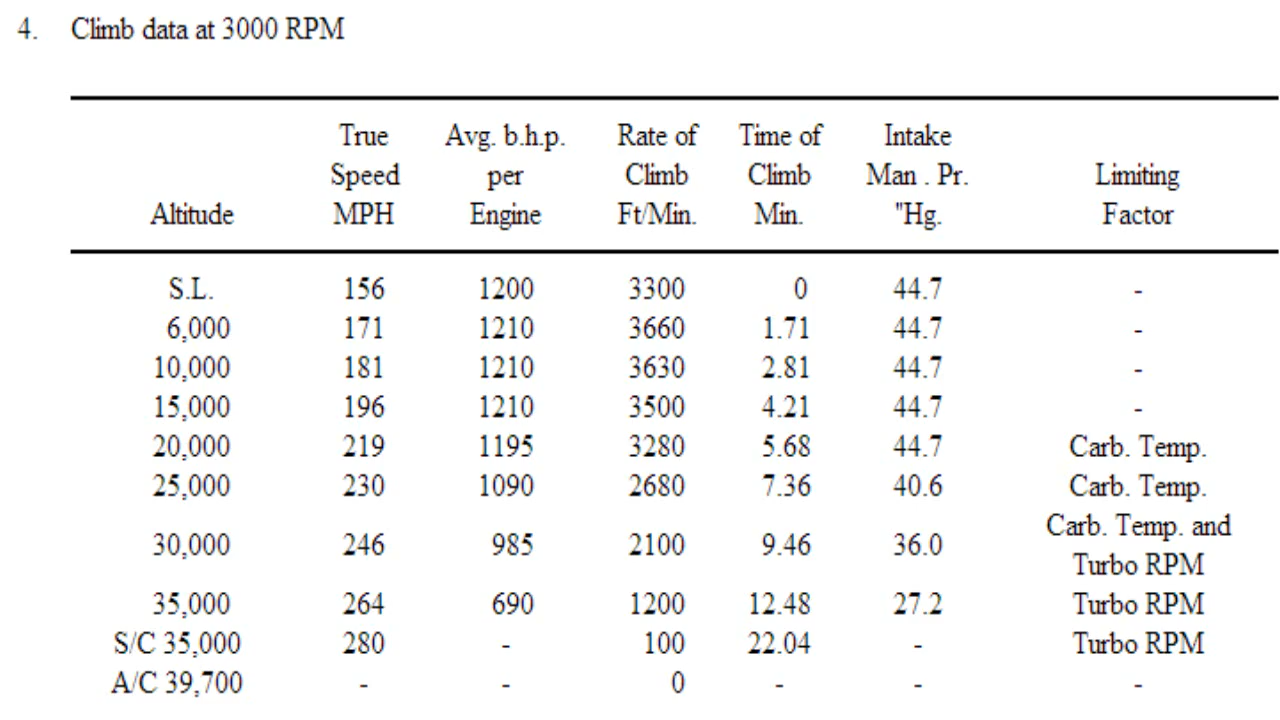 4. Climb data at 3000 RPM
True Avg. b.h.p. Rate of Time of Intake
Speed per Climb Climb Man . Pr. Limiting
Altitude MPH Engine Ft/Min. Min. "Hg. Factor
S.L. 156 1200 3300 0 44.7 -
6,000 171 1210 3660 1.71 44.7 -
10,000 181 1210 3630 2.81 44.7 -
15,000 196 1210 3500 4.21 44.7 -
20,000 219 1195 3280 5.68 44.7 Carb. Temp.
25,000 230 1090 2680 7.36 40.6 Carb. Temp.
Carb. Temp. and
30,000 246 985 2100 9.46 36.0
Turbo RPM
35,000 264 690 1200 12.48 27.2 Turbo RPM
S/C 35,000 280 - 100 22.04 - Turbo RPM
A/C 39,700 - - 0 - - -